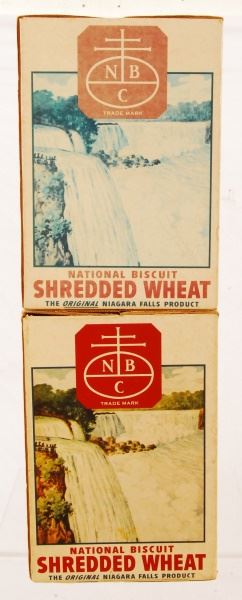 N B
C
TRADE MARK
NATIONAL BISCUIT
SHREDDED WHEAT
THE ORIGINAL NIAGARA FALLS PRODUCT
N B
C
TRADE MARK
NATIONAL BISCUIT
SHREDDED WHEAT
THE ORIGINAL NIAGARA FALLS PRODUCT